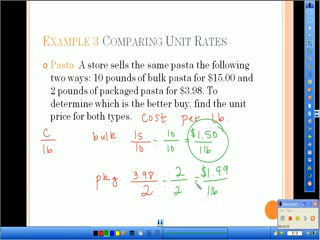 EXAMPLE 3 COMPARING UNIT RATES
Pasta A store sells the same pasta the following
two ways: 10 pounds of bulk pasta for $15.00 and
2 pounds of packaged pasta for $3.98. To
determine which is the better buy, find the unit
price for both types.
Cost per Lb.
C/lb. bulk 15/10 ÷ 10/10 = $1.50/lb
pkg 3.98/2 ÷ 2/2 = $1.99/lb